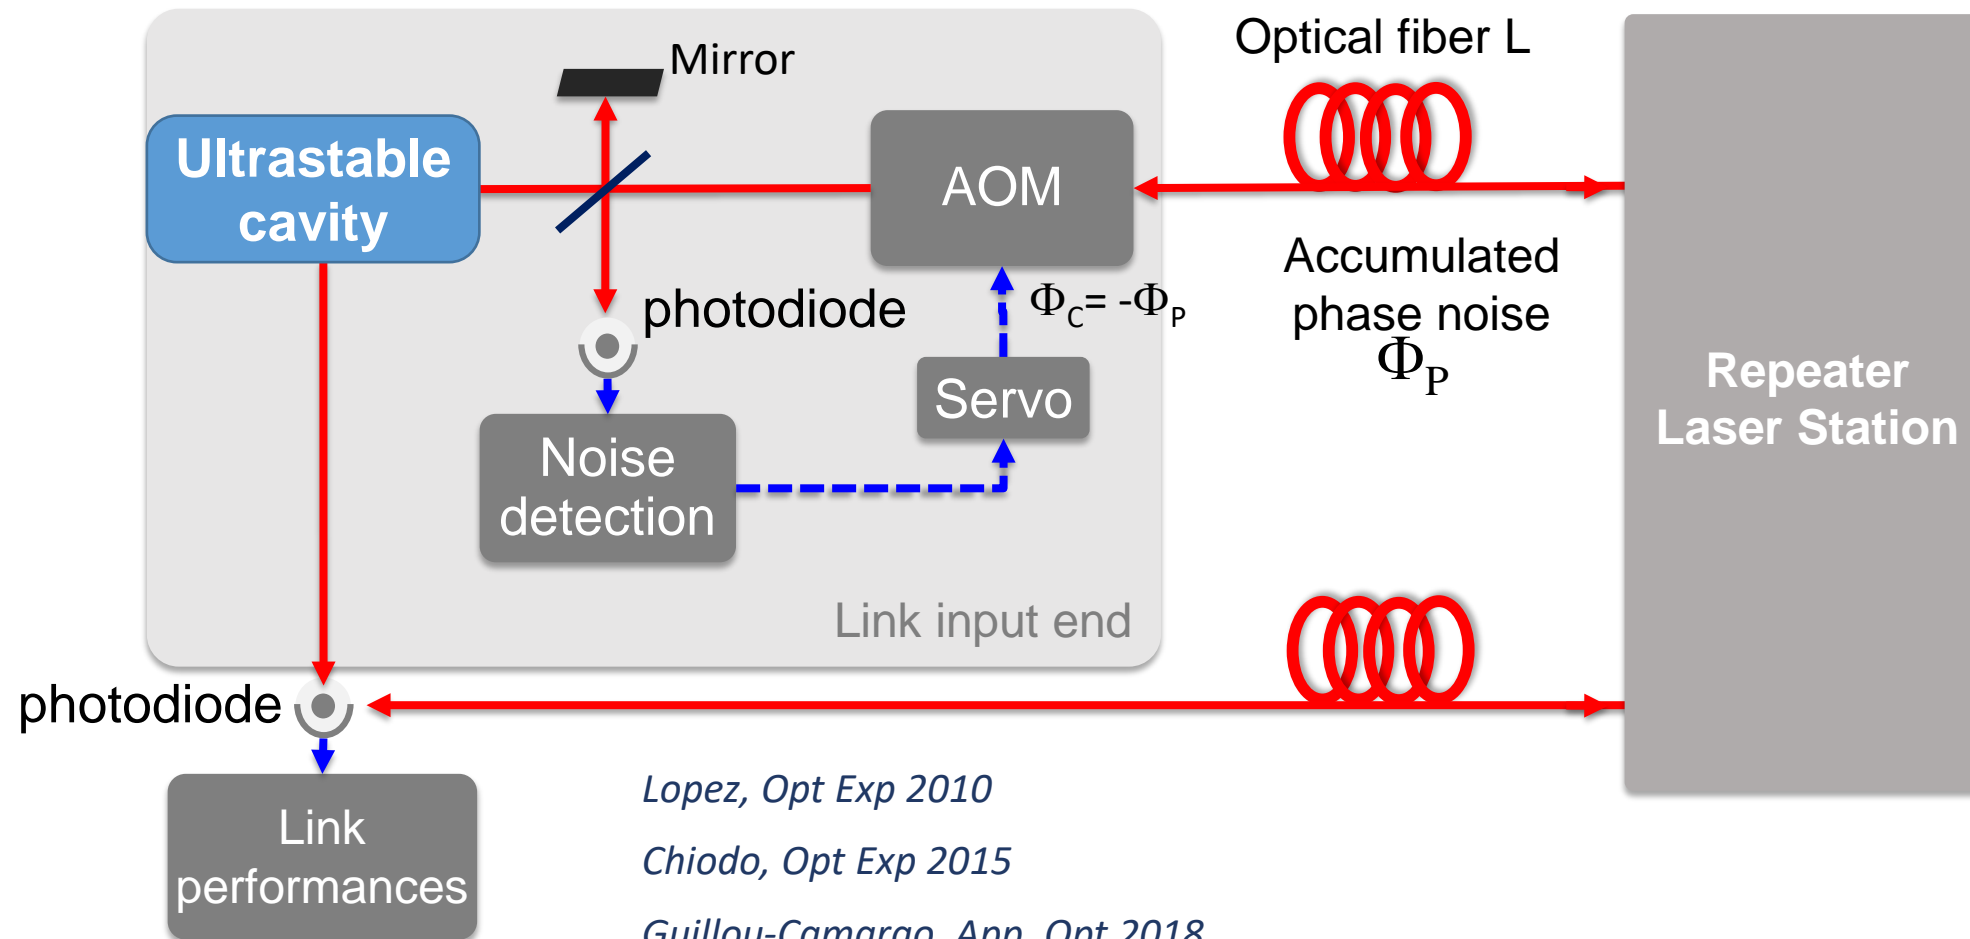 Mirror
Optical fiber L
Ultrastable
cavity
AOM
Accumulated
phase noise
Φ_P
photodiode
Φ_C= -Φ_P
Servo
Noise
detection
Repeater
Laser Station
Link input end
photodiode
Link
performances
Lopez, Opt Exp 2010
Chiodo, Opt Exp 2015
Guillou-Camargo, App. Opt 2018